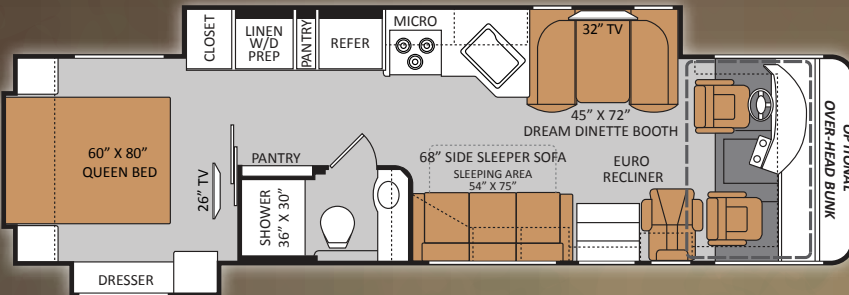 CLOSET
LINEN
W/D
PREP
PANTRY
REFER
MICRO
32” TV
45” X 72”
DREAM DINETTE BOOTH
60” X 80”
QUEEN BED
26” TV
PANTRY
SHOWER
36” X 30”
68” SIDE SLEEPER SOFA
SLEEPING AREA
54” X 75”
EURO
RECLINER
OPTIONAL
OVER-HEAD BUNK
DRESSER